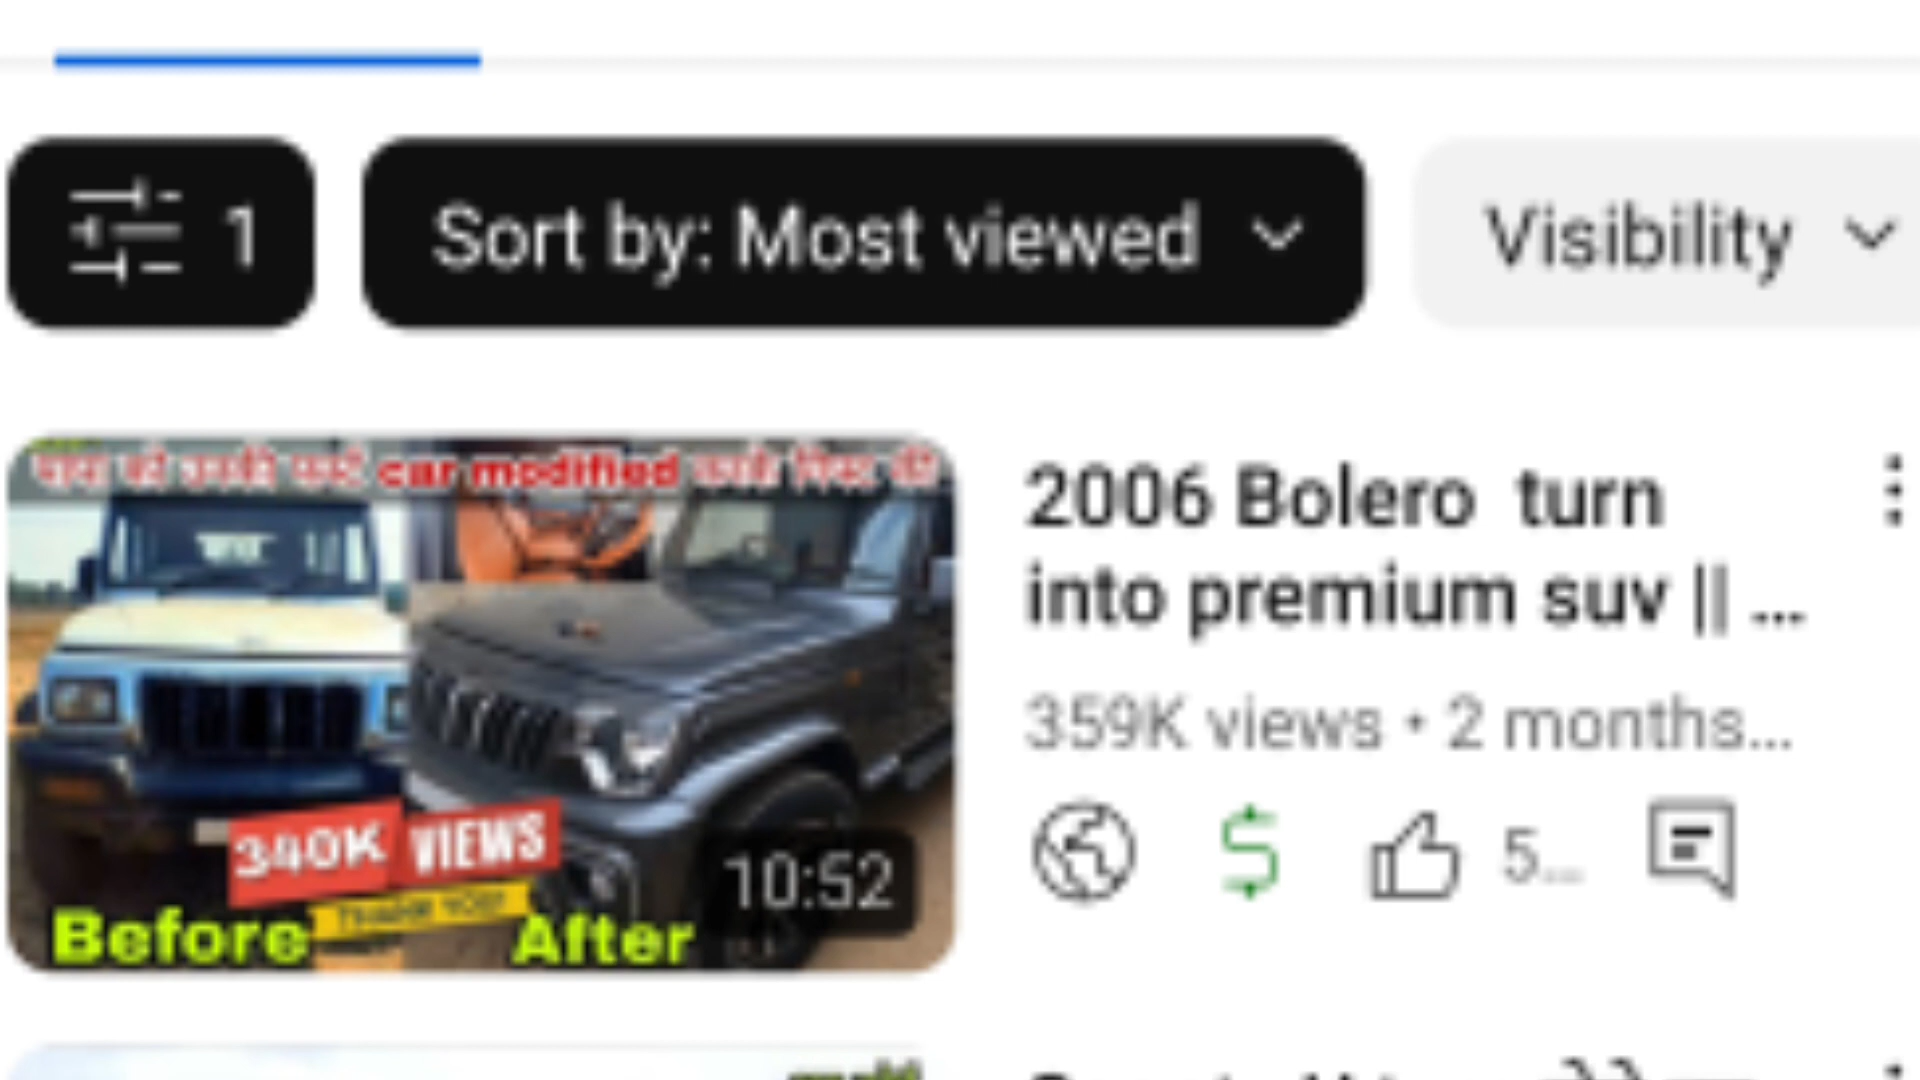 1
Sort by: Most viewed
Visibility
car modified
2006 Bolero turn
into premium suv || ...
359K views • 2 months...
5...
340K VIEWS
10:52
Before
After